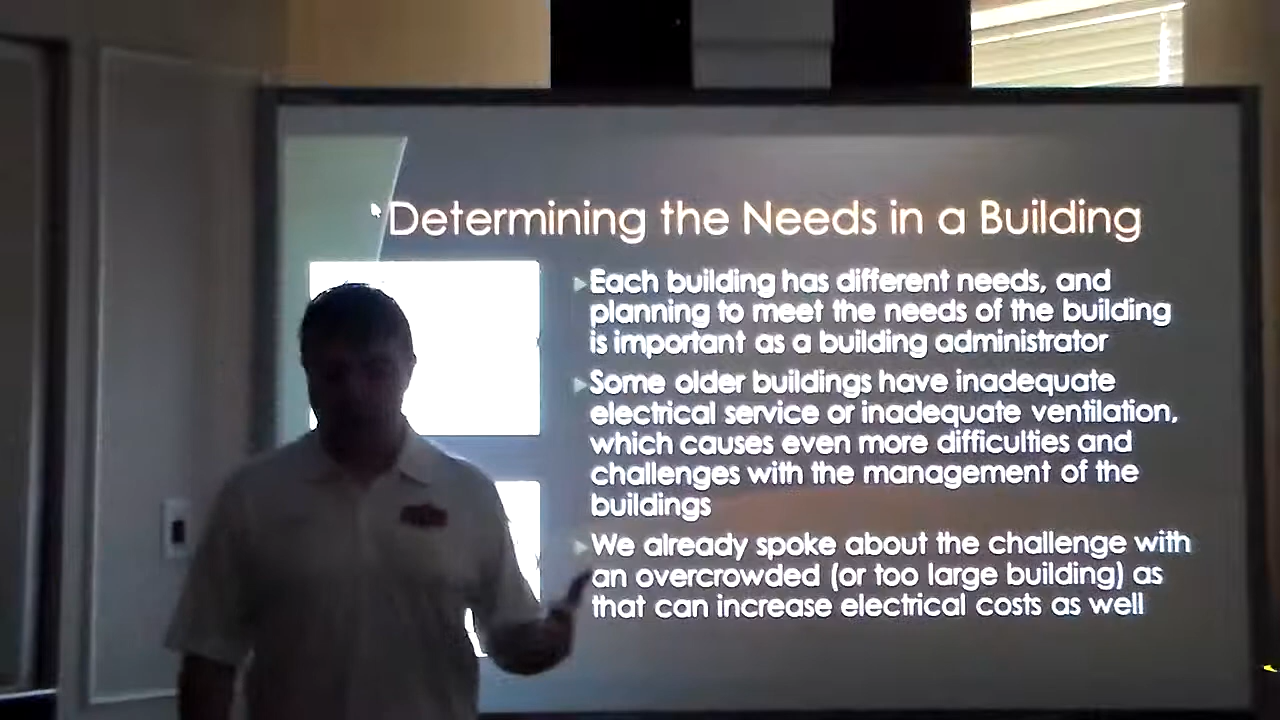 Determining the Needs in a Building
Each building has different needs, and
planning to meet the needs of the building
is important as a building administrator
Some older buildings have inadequate
electrical service or inadequate ventilation,
which causes even more difficulties and
challenges with the management of the
buildings
We already spoke about the challenge with
an overcrowded (or too large building) as
that can increase electrical costs as well